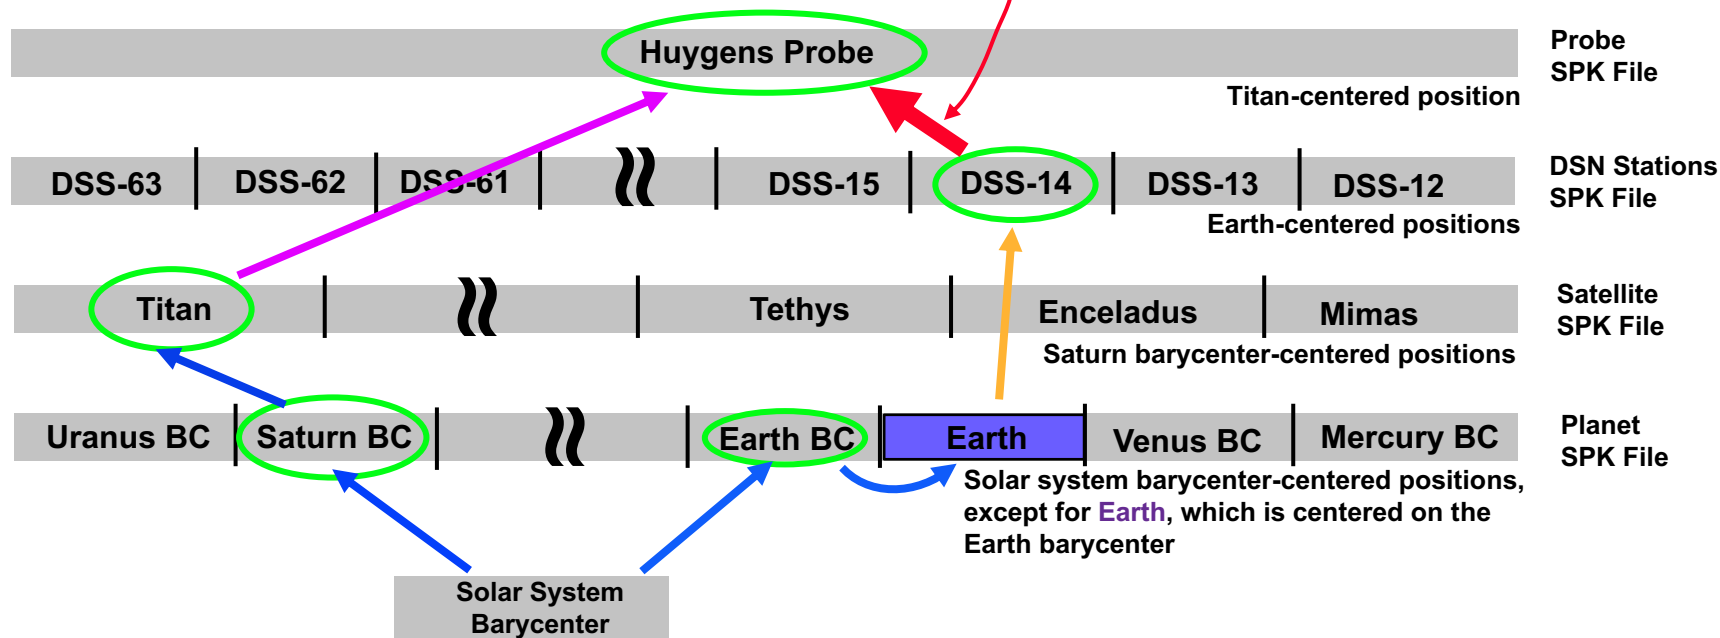 Huygens Probe
Probe
SPK File
Titan-centered position
DSS-63 DSS-62 DSS-61 DSS-15 DSS-14 DSS-13 DSS-12
DSN Stations
SPK File
Earth-centered positions
Titan Tethys Enceladus Mimas
Satellite
SPK File
Saturn barycenter-centered positions
Uranus BC Saturn BC Earth BC Earth Venus BC Mercury BC
Planet
SPK File
Solar system barycenter-centered positions,
except for Earth, which is centered on the
Earth barycenter
Solar System
Barycenter